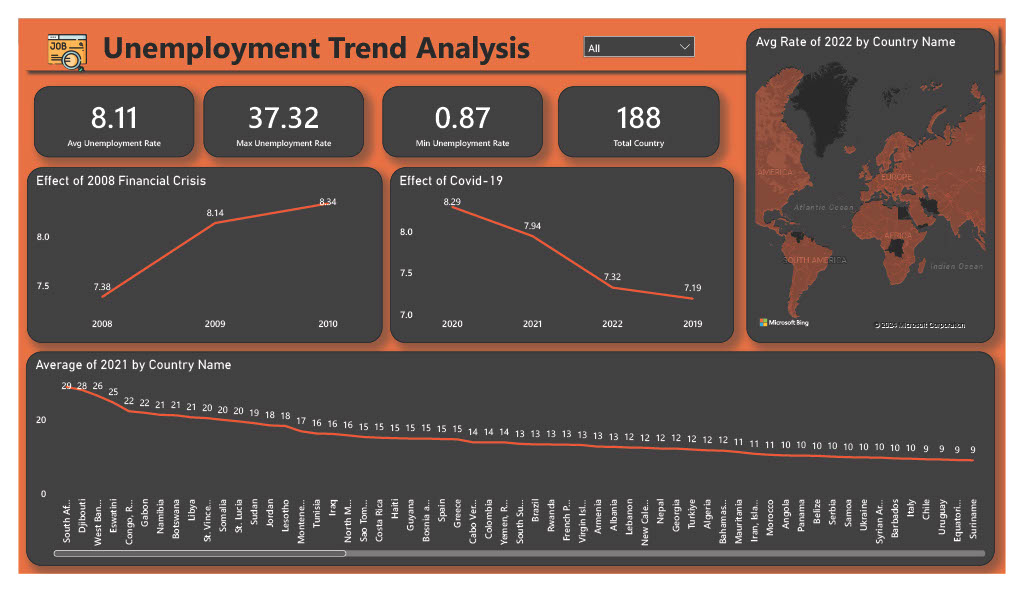 JOB
Unemployment Trend Analysis
All
Avg Rate of 2022 by Country Name
8.11
Avg Unemployment Rate
37.32
Max Unemployment Rate
0.87
Min Unemployment Rate
188
Total Country
AMERICA
EUROPE
AS
Atlantic Ocean
AFRICA
SOUTH AMERICA
Indian Ocean
Microsoft Bing
© 2024 Microsoft Corporation
Effect of 2008 Financial Crisis
8.0
7.5
7.38
8.14
8.34
2008 2009 2010
Effect of Covid-19
8.0
7.5
7.0
8.29
7.94
7.32
7.19
2020 2021 2022 2019
Average of 2021 by Country Name
20
0
29 28 26 25 22 22 21 21 21 20 20 20 19 18 18 17 16 16 16 15 15 15 15 15 15 15 14 14 14 13 13 13 13 13 13 13 12 12 12 12 12 12 12 11 11 11 10 10 10 10 10 10 10 10 10 9 9 9 9
South Af...
Djibouti
West Ban...
Eswatini
Congo, R...
Gabon
Namibia
Botswana
Libya
St. Vince...
Somalia
St. Lucia
Sudan
Jordan
Lesotho
Montene...
Tunisia
Iraq
North M...
Sao Tom...
Costa Rica
Haiti
Guyana
Bosnia a...
Spain
Greece
Cabo Ver...
Colombia
Yemen, R...
South Su...
Brazil
Rwanda
French P...
Virgin Isl...
Armenia
Albania
Lebanon
New Cale...
Nepal
Georgia
Turkiye
Algeria
Bahamas...
Mauritania
Iran, Isla...
Morocco
Angola
Panama
Belize
Serbia
Samoa
Ukraine
Syrian Ar...
Barbados
Italy
Chile
Uruguay
Equatori...
Suriname